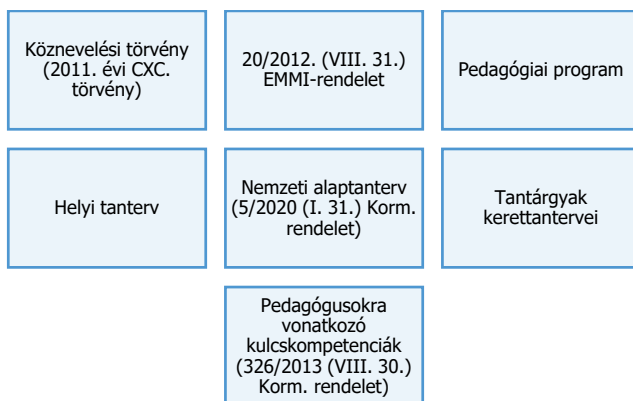 Köznevelési törvény
(2011. évi CXC.
törvény)
20/2012. (VIII. 31.)
EMMI-rendelet
Pedagógiai program
Helyi tanterv
Nemzeti alaptanterv
(5/2020 (I. 31.) Korm.
rendelet)
Tantárgyak
kerettantervei
Pedagógusokra
vonatkozó
kulcskompetenciák
(326/2013 (VIII. 30.)
Korm. rendelet)